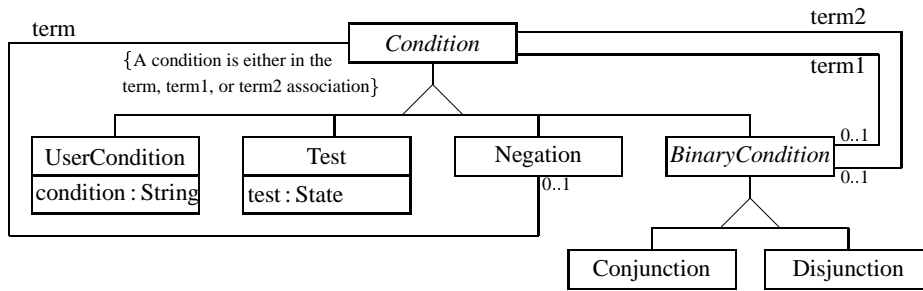 term
term2
Condition
{A condition is either in the
term, term1, or term2 association}
term1
0..1
UserCondition
Test
Negation
BinaryCondition
0..1
0..1
condition : String
test : State
Conjunction
Disjunction